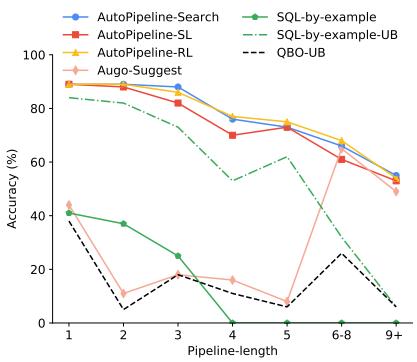 AutoPipeline-Search
AutoPipeline-SL
AutoPipeline-RL
Augo-Suggest
SQL-by-example
SQL-by-example-UB
QBO-UB
Accuracy (%)
100
80
60
40
20
0
1 2 3 4 5 6-8 9+
Pipeline-length